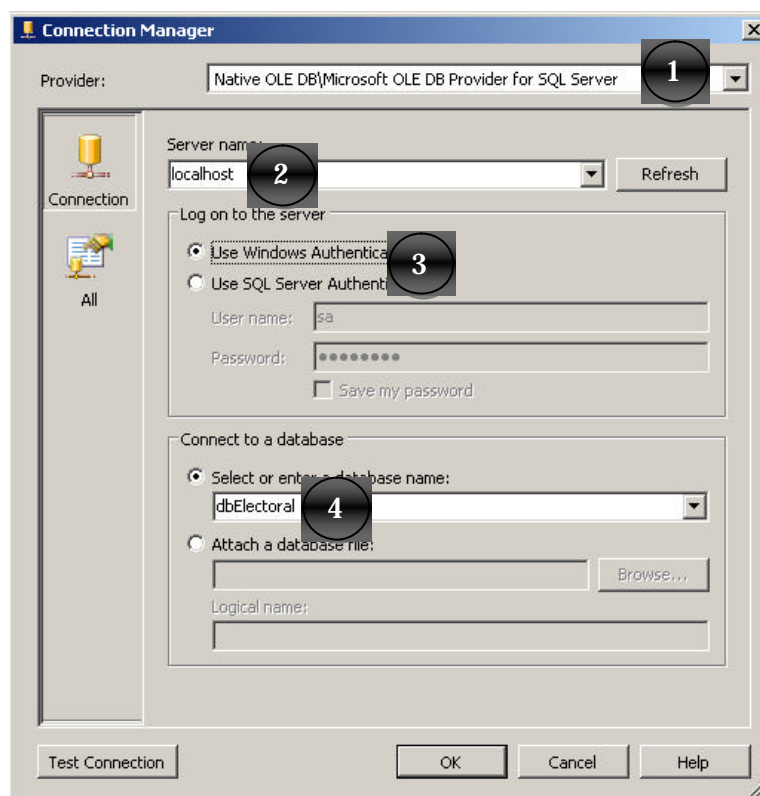 Connection Manager
Provider: Native OLE DB\Microsoft OLE DB Provider for SQL Server 1
Connection
All
Server name:
localhost 2 Refresh
Log on to the server
Use Windows Authentica 3
Use SQL Server Authenti
User name: sa
Password: ●●●●●●●●
Save my password
Connect to a database
Select or enter a database name:
dbElectoral 4
Attach a database file:
Browse...
Logical name:
Test Connection OK Cancel Help